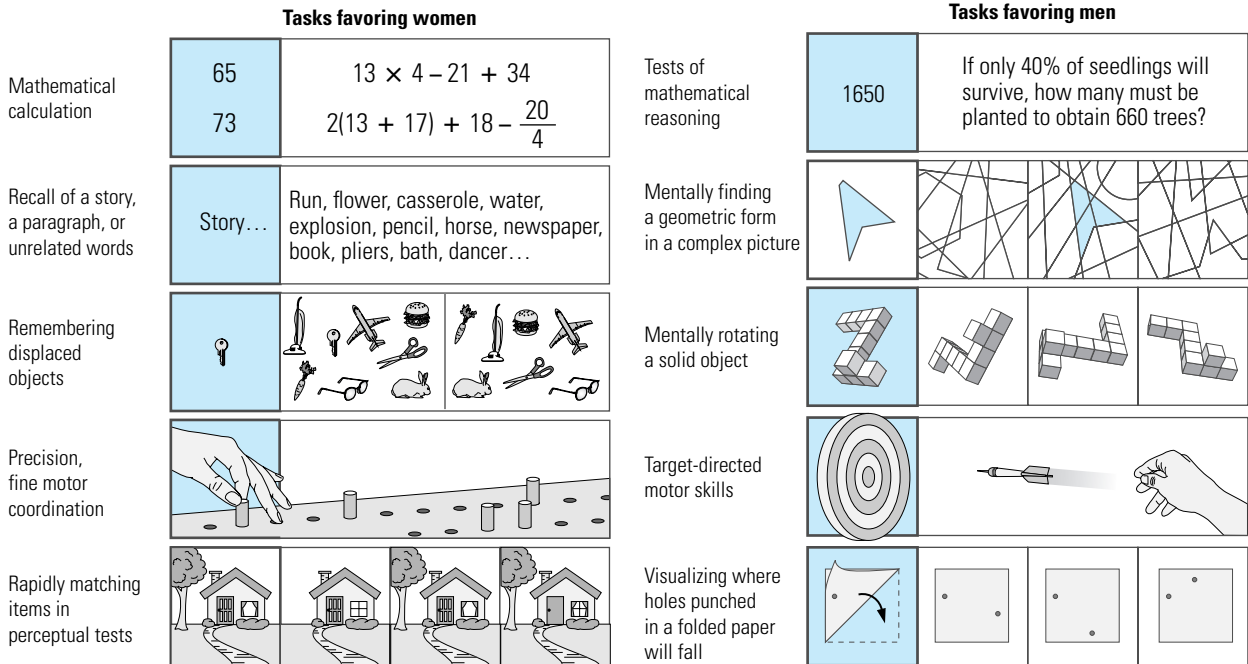 Tasks favoring women
Mathematical
calculation
65
13 × 4 – 21 + 34
73
2(13 + 17) + 18 – 20/4
Recall of a story,
a paragraph, or
unrelated words
Story…
Run, flower, casserole, water,
explosion, pencil, horse, newspaper,
book, pliers, bath, dancer…
Remembering
displaced
objects
Precision,
fine motor
coordination
Rapidly matching
items in
perceptual tests
Tasks favoring men
Tests of
mathematical
reasoning
1650
If only 40% of seedlings will
survive, how many must be
planted to obtain 660 trees?
Mentally finding
a geometric form
in a complex picture
Mentally rotating
a solid object
Target-directed
motor skills
Visualizing where
holes punched
in a folded paper
will fall